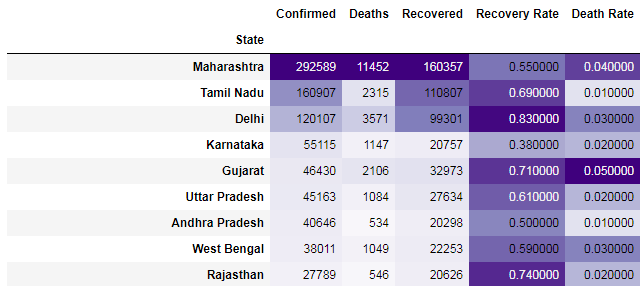 Confirmed Deaths Recovered Recovery Rate Death Rate
State
Maharashtra 292589 11452 160357 0.550000 0.040000
Tamil Nadu 160907 2315 110807 0.690000 0.010000
Delhi 120107 3571 99301 0.830000 0.030000
Karnataka 55115 1147 20757 0.380000 0.020000
Gujarat 46430 2106 32973 0.710000 0.050000
Uttar Pradesh 45163 1084 27634 0.610000 0.020000
Andhra Pradesh 40646 534 20298 0.500000 0.010000
West Bengal 38011 1049 22253 0.590000 0.030000
Rajasthan 27789 546 20626 0.740000 0.020000